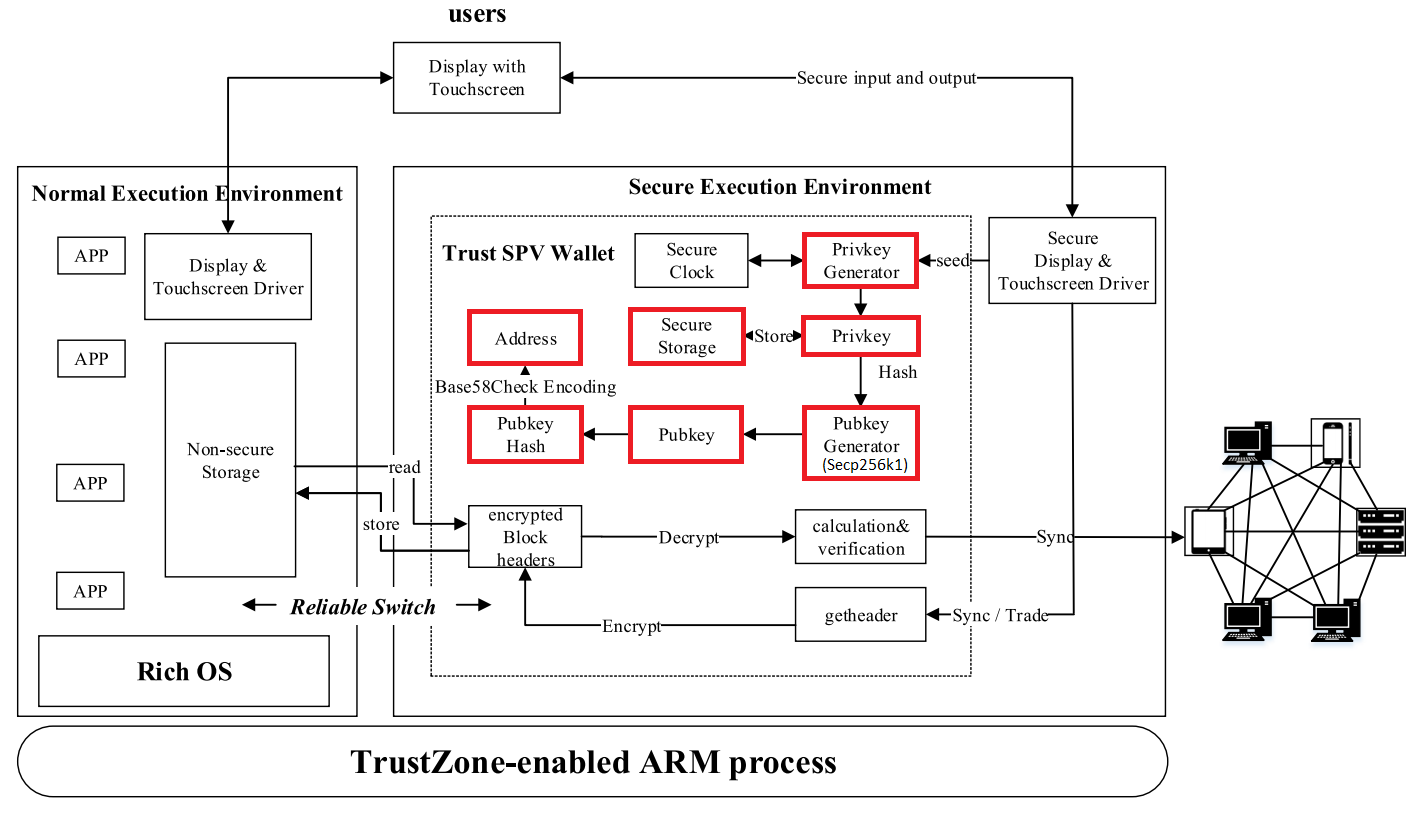 users
Display with
Touchscreen
Secure input and output
Normal Execution Environment
APP
Display &
Touchscreen Driver
APP
Non-secure
Storage
APP
APP
Rich OS
read
store
Reliable Switch
Secure Execution Environment
Trust SPV Wallet
Secure
Clock
Privkey
Generator
seed
Secure
Display &
Touchscreen Driver
Address
Secure
Storage
Store
Privkey
Base58Check Encoding
Hash
Pubkey
Hash
Pubkey
Pubkey
Generator
(Secp256k1)
encrypted
Block
headers
Decrypt
calculation&
verification
Sync
Encrypt
getheader
Sync / Trade
TrustZone-enabled ARM process